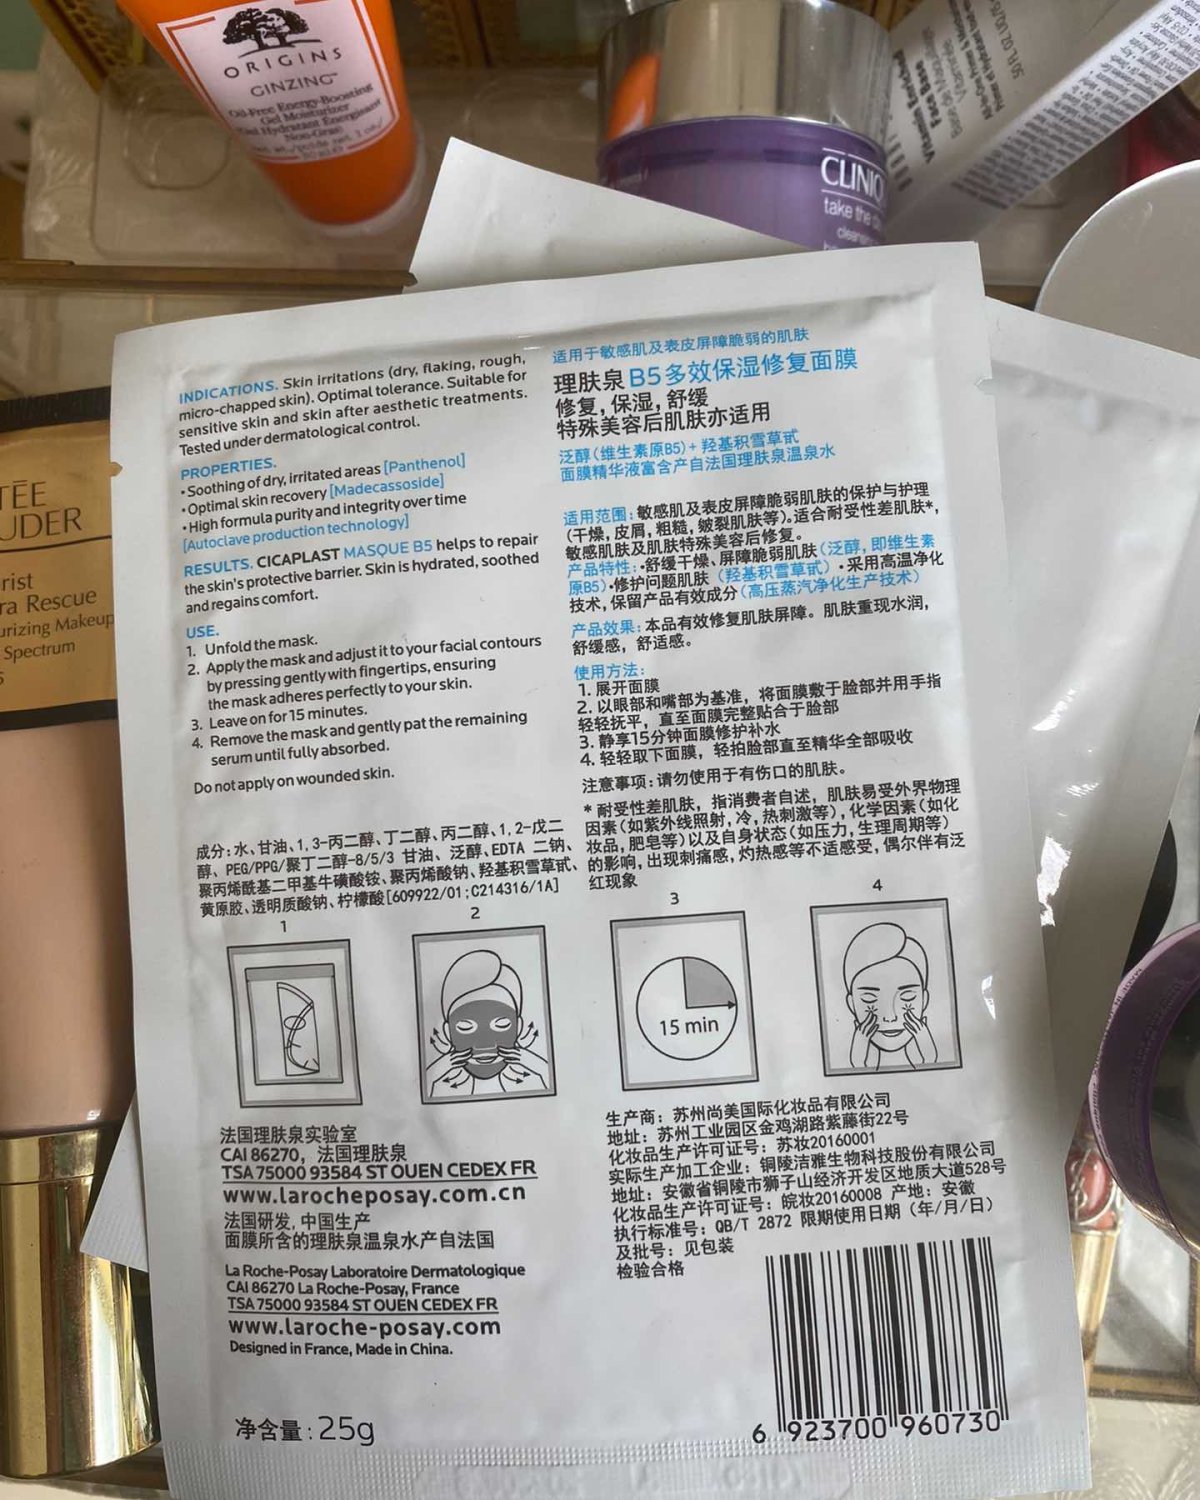 ORIGINS
GINZING™
Oil-Free Energy-Boosting
Gel Moisturizer
Gel Hydratant Énergisant
Non-Gras
CLINIQ
take the
Vitamin Enriched
Face Base
Base de Visage
TĒE
UDER
rist
ra Rescue
urizing Makeup
Spectrum
INDICATIONS. Skin irritations (dry, flaking, rough,
micro-chapped skin). Optimal tolerance. Suitable for
sensitive skin and skin after aesthetic treatments.
Tested under dermatological control.
PROPERTIES.
• Soothing of dry, irritated areas [Panthenol]
• Optimal skin recovery [Madecassoside]
• High formula purity and integrity over time
[Autoclave production technology]
RESULTS. CICAPLAST MASQUE B5 helps to repair
the skin's protective barrier. Skin is hydrated, soothed
and regains comfort.
USE.
1. Unfold the mask.
2. Apply the mask and adjust it to your facial contours
by pressing gently with fingertips, ensuring
the mask adheres perfectly to your skin.
3. Leave on for 15 minutes.
4. Remove the mask and gently pat the remaining
serum until fully absorbed.
Do not apply on wounded skin.
成分:水、甘油、1,3-丙二醇、丁二醇、丙二醇、1,2-戊二
醇、PEG/PPG/聚丁二醇-8/5/3 甘油、泛醇、EDTA 二钠、
聚丙烯酰基二甲基牛磺酸铵、聚丙烯酸钠、羟基积雪草甙、
黄原胶、透明质酸钠、柠檬酸[609922/01;C214316/1A]
适用于敏感肌及表皮屏障脆弱的肌肤
理肤泉B5多效保湿修复面膜
修复,保湿,舒缓
特殊美容后肌肤亦适用
泛醇(维生素原B5)+羟基积雪草甙
面膜精华液富含产自法国理肤泉温泉水
适用范围:敏感肌及表皮屏障脆弱肌肤的保护与护理
(干燥,皮屑,粗糙,皴裂肌肤等)。适合耐受性差肌肤*,
敏感肌肤及肌肤特殊美容后修复。
产品特性:·舒缓干燥、屏障脆弱肌肤(泛醇,即维生素
原B5)·修护问题肌肤(羟基积雪草甙)·采用高温净化
技术,保留产品有效成分(高压蒸汽净化生产技术)
产品效果:本品有效修复肌肤屏障。肌肤重现水润,
舒缓感,舒适感。
使用方法:
1. 展开面膜
2. 以眼部和嘴部为基准,将面膜敷于脸部并用手指
轻轻抚平,直至面膜完整贴合于脸部
3. 静享15分钟面膜修护补水
4. 轻轻取下面膜,轻拍脸部直至精华全部吸收
注意事项:请勿使用于有伤口的肌肤。
* 耐受性差肌肤,指消费者自述,肌肤易受外界物理
因素(如紫外线照射,冷,热刺激等),化学因素(如化
妆品,肥皂等)以及自身状态(如压力,生理周期等)
的影响,出现刺痛感,灼热感等不适感受,偶尔伴有泛
红现象
1
2
3
4
15 min
法国理肤泉实验室
CAI 86270,法国理肤泉
TSA 75000 93584 ST OUEN CEDEX FR
www.larocheposay.com.cn
法国研发,中国生产
面膜所含的理肤泉温泉水产自法国
La Roche-Posay Laboratoire Dermatologique
CAI 86270 La Roche-Posay, France
TSA 75000 93584 ST OUEN CEDEX FR
www.laroche-posay.com
Designed in France, Made in China.
净含量:25g
生产商:苏州尚美国际化妆品有限公司
地址:苏州工业园区金鸡湖路紫藤街22号
化妆品生产许可证号:苏妆20160001
实际生产加工企业:铜陵洁雅生物科技股份有限公司
地址:安徽省铜陵市狮子山经济开发区地质大道528号
化妆品生产许可证号:皖妆20160008 产地:安徽
执行标准号:QB/T 2872 限期使用日期(年/月/日)
及批号:见包装
检验合格
6 923700 960730